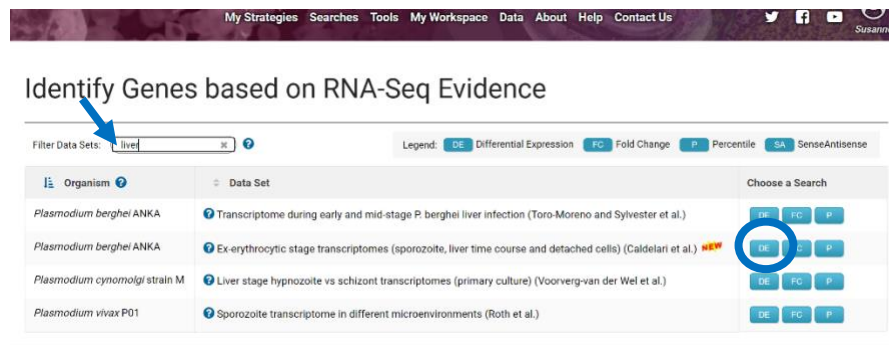 My Strategies Searches Tools My Workspace Data About Help Contact Us
Susann
Identify Genes based on RNA-Seq Evidence
Filter Data Sets: liver Legend: DE Differential Expression FC Fold Change P Percentile SA SenseAntisense
Organism Data Set Choose a Search
Plasmodium berghei ANKA Transcriptome during early and mid-stage P. berghei liver infection (Toro-Moreno and Sylvester et al.) DE FC P
Plasmodium berghei ANKA Ex-erythrocytic stage transcriptomes (sporozoite, liver time course and detached cells) (Caldelari et al.) NEW DE C P
Plasmodium cynomolgi strain M Liver stage hypnozoite vs schizont transcriptomes (primary culture) (Voorverg-van der Wel et al.) DE FC P
Plasmodium vivax P01 Sporozoite transcriptome in different microenvironments (Roth et al.) DE FC P